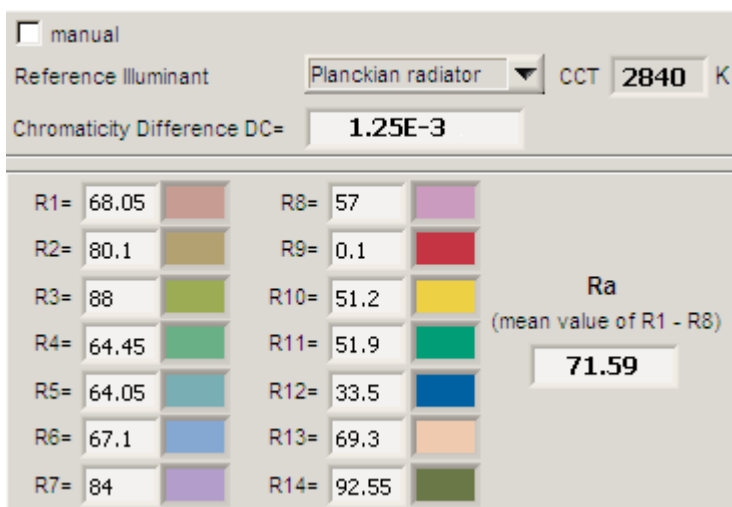 manual
Reference Illuminant Planckian radiator CCT 2840 K
Chromaticity Difference DC= 1.25E-3
R1= 68.05 R8= 57
R2= 80.1 R9= 0.1
R3= 88 R10= 51.2
R4= 64.45 R11= 51.9
R5= 64.05 R12= 33.5
R6= 67.1 R13= 69.3
R7= 84 R14= 92.55
Ra
(mean value of R1 - R8)
71.59